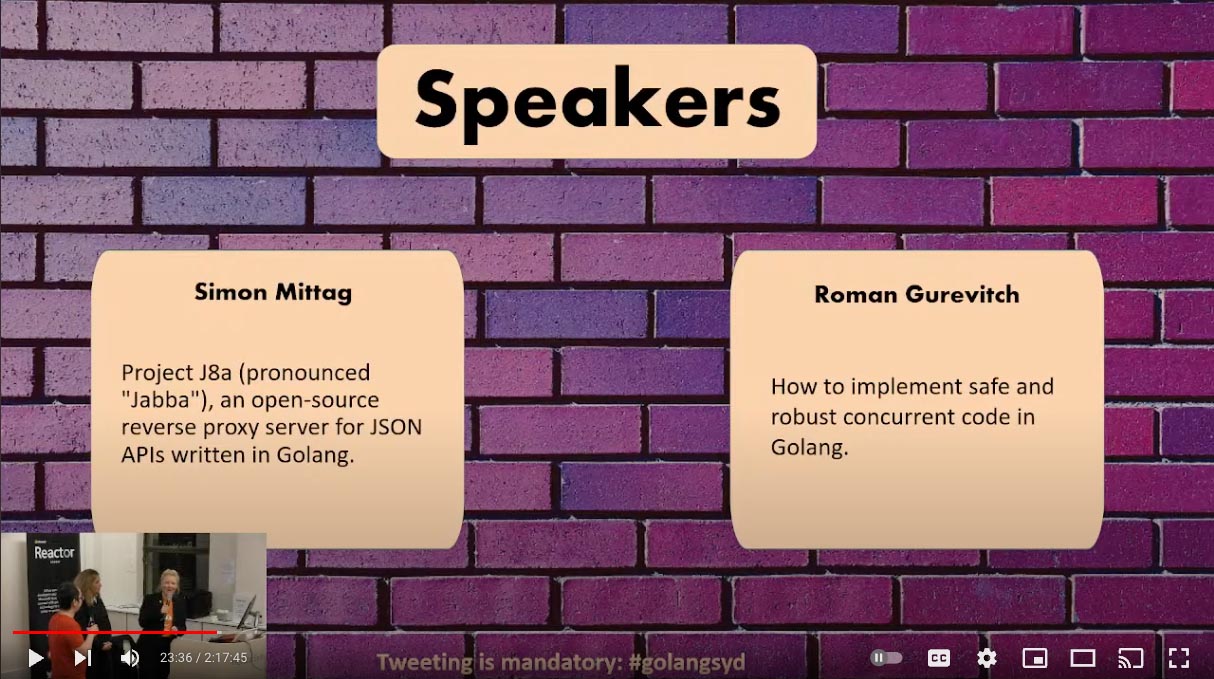 Speakers
Simon Mittag
Project J8a (pronounced
"Jabba"), an open-source
reverse proxy server for JSON
APIs written in Golang.
Roman Gurevitch
How to implement safe and
robust concurrent code in
Golang.
Reactor
23:36 / 2:17:45
Tweeting is mandatory: #golangsyd
CC